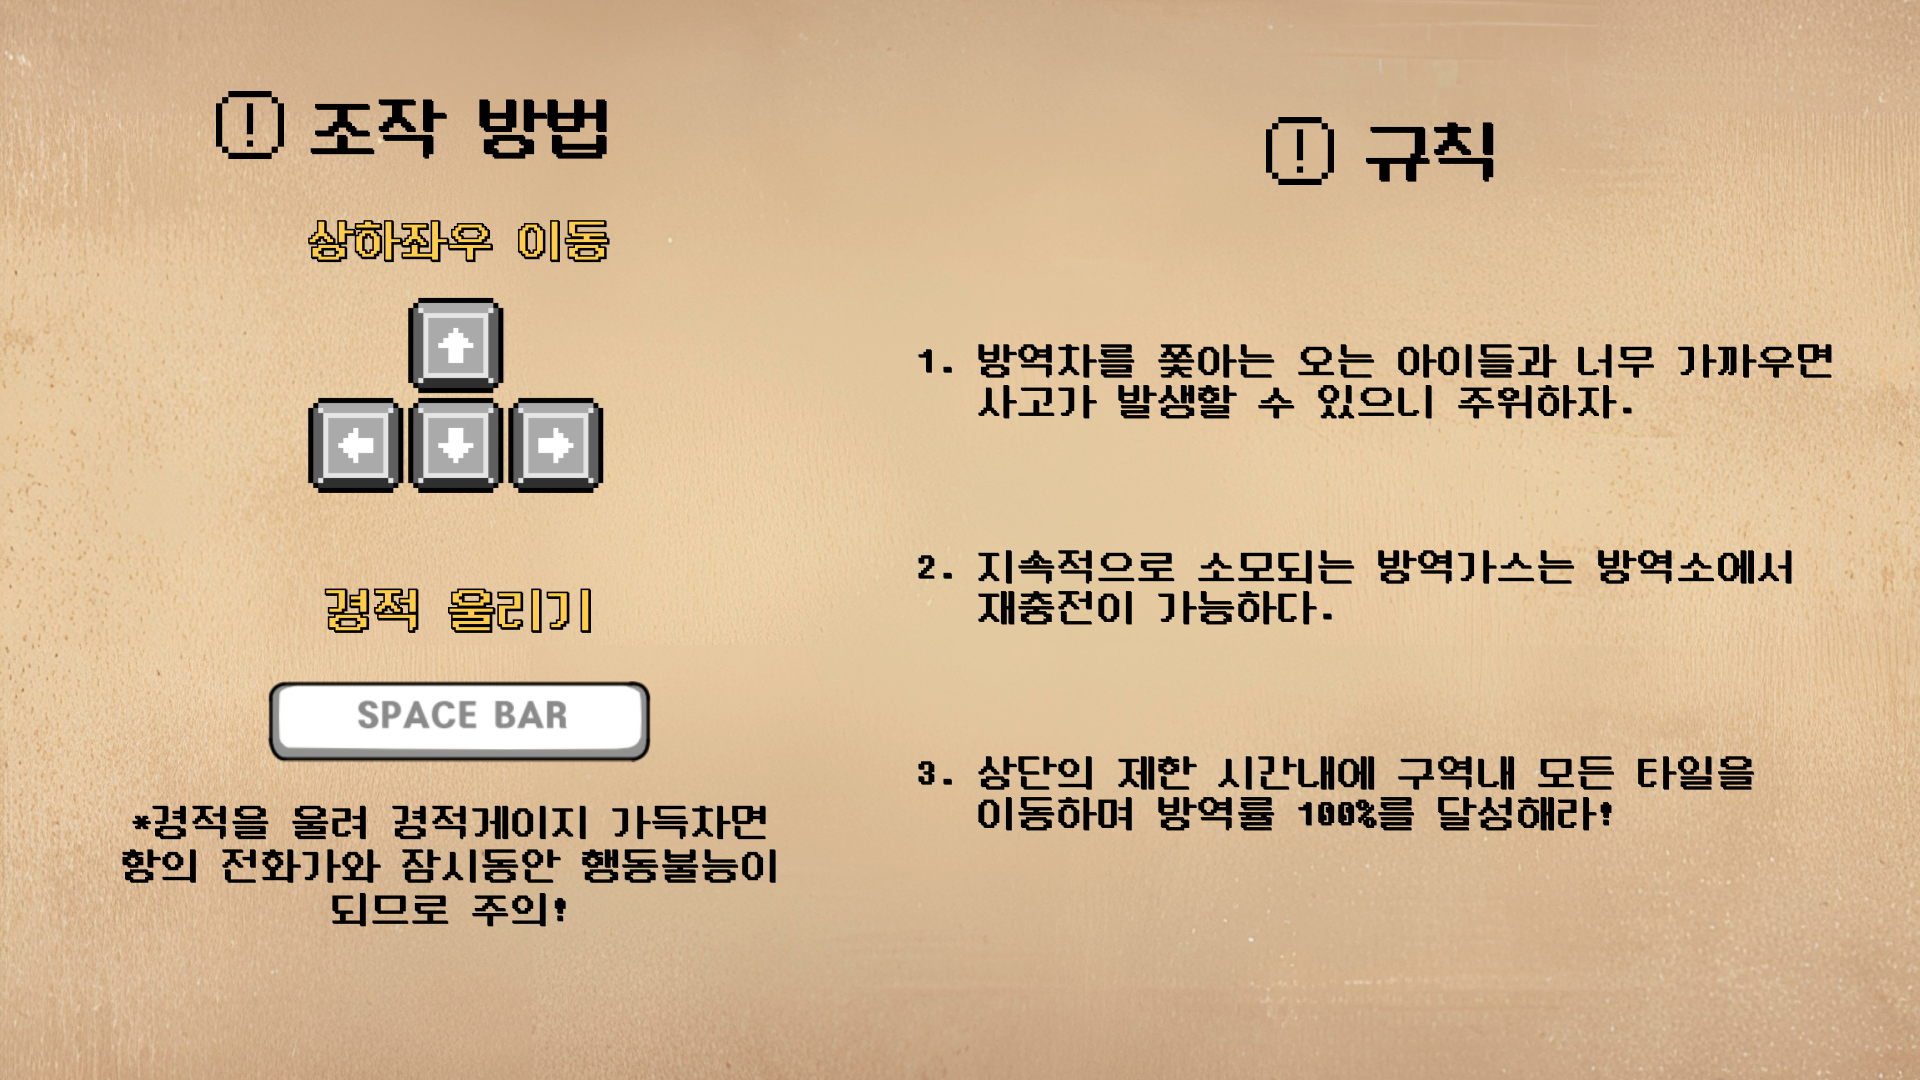 조작 방법
상하좌우 이동
경적 울리기
SPACE BAR
*경적을 울려 경적게이지 가득차면
항의 전화가와 잠시동안 행동불능이
되므로 주의!
규칙
1. 방역차를 쫓아는 오는 아이들과 너무 가까우면
사고가 발생할 수 있으니 주위하자.
2. 지속적으로 소모되는 방역가스는 방역소에서
재충전이 가능하다.
3. 상단의 제한 시간내에 구역내 모든 타일을
이동하며 방역률 100%를 달성해라!